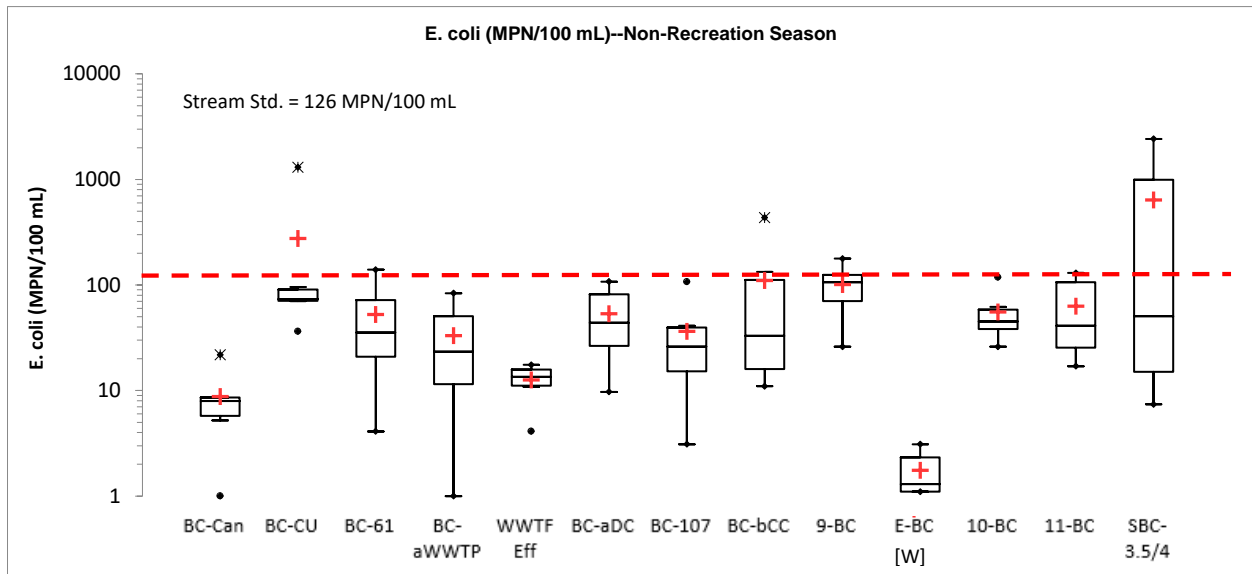 E. coli (MPN/100 mL)--Non-Recreation Season
10000
Stream Std. = 126 MPN/100 mL
1000
100
10
1
E. coli (MPN/100 mL)
BC-Can
BC-CU
BC-61
BC-
aWWTP
WWTF
Eff
BC-aDC
BC-107
BC-bCC
9-BC
E-BC
[W]
10-BC
11-BC
SBC-
3.5/4